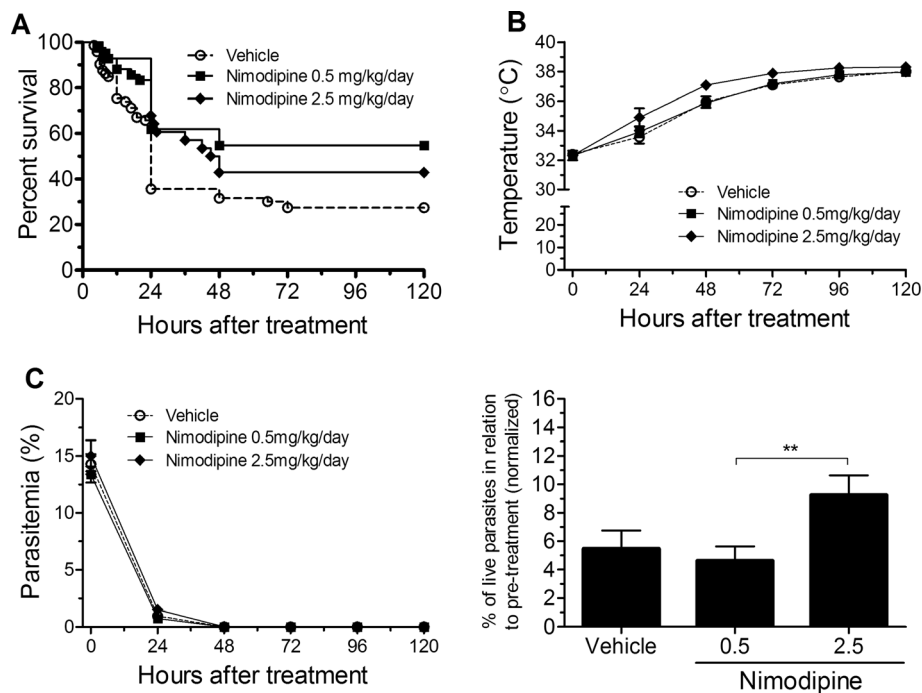 A
Percent survival
100
80
60
40
20
0
Vehicle
Nimodipine 0.5 mg/kg/day
Nimodipine 2.5 mg/kg/day
0 24 48 72 96 120
Hours after treatment
B
Temperature (°C)
42
40
38
36
34
32
30
20
15
10
5
0
Vehicle
Nimodipine 0.5mg/kg/day
Nimodipine 2.5mg/kg/day
0 24 48 72 96 120
Hours after treatment
C
Parasitemia (%)
20
15
10
5
0
Vehicle
Nimodipine 0.5mg/kg/day
Nimodipine 2.5mg/kg/day
0 24 48 72 96 120
Hours after treatment
% of live parasites in relation
to pre-treatment (normalized)
16
14
12
10
8
6
4
2
0
**
Vehicle 0.5 2.5
Nimodipine